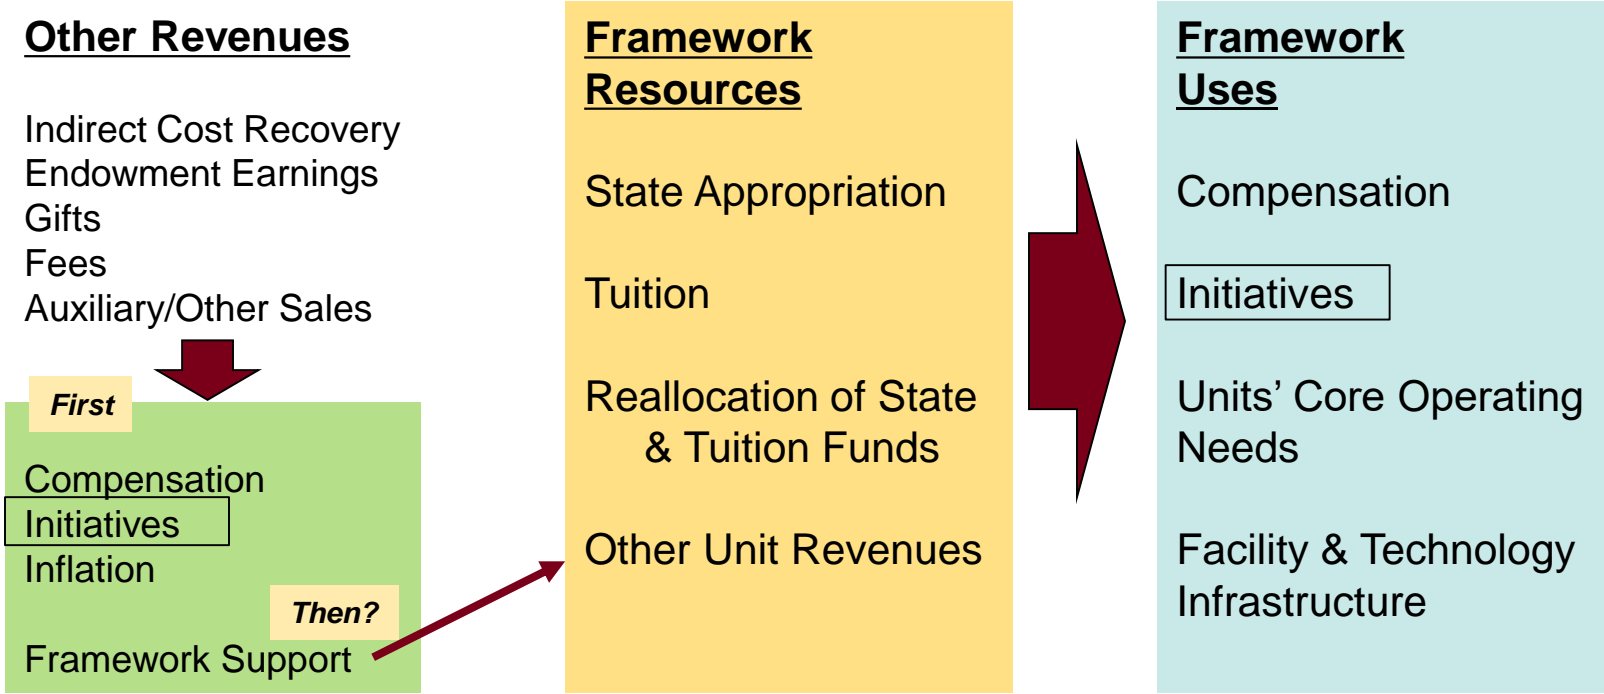 Other Revenues
Indirect Cost Recovery
Endowment Earnings
Gifts
Fees
Auxiliary/Other Sales
First
Compensation
Initiatives
Inflation
Then?
Framework Support
Framework
Resources
State Appropriation
Tuition
Reallocation of State
& Tuition Funds
Other Unit Revenues
Framework
Uses
Compensation
Initiatives
Units’ Core Operating
Needs
Facility & Technology
Infrastructure